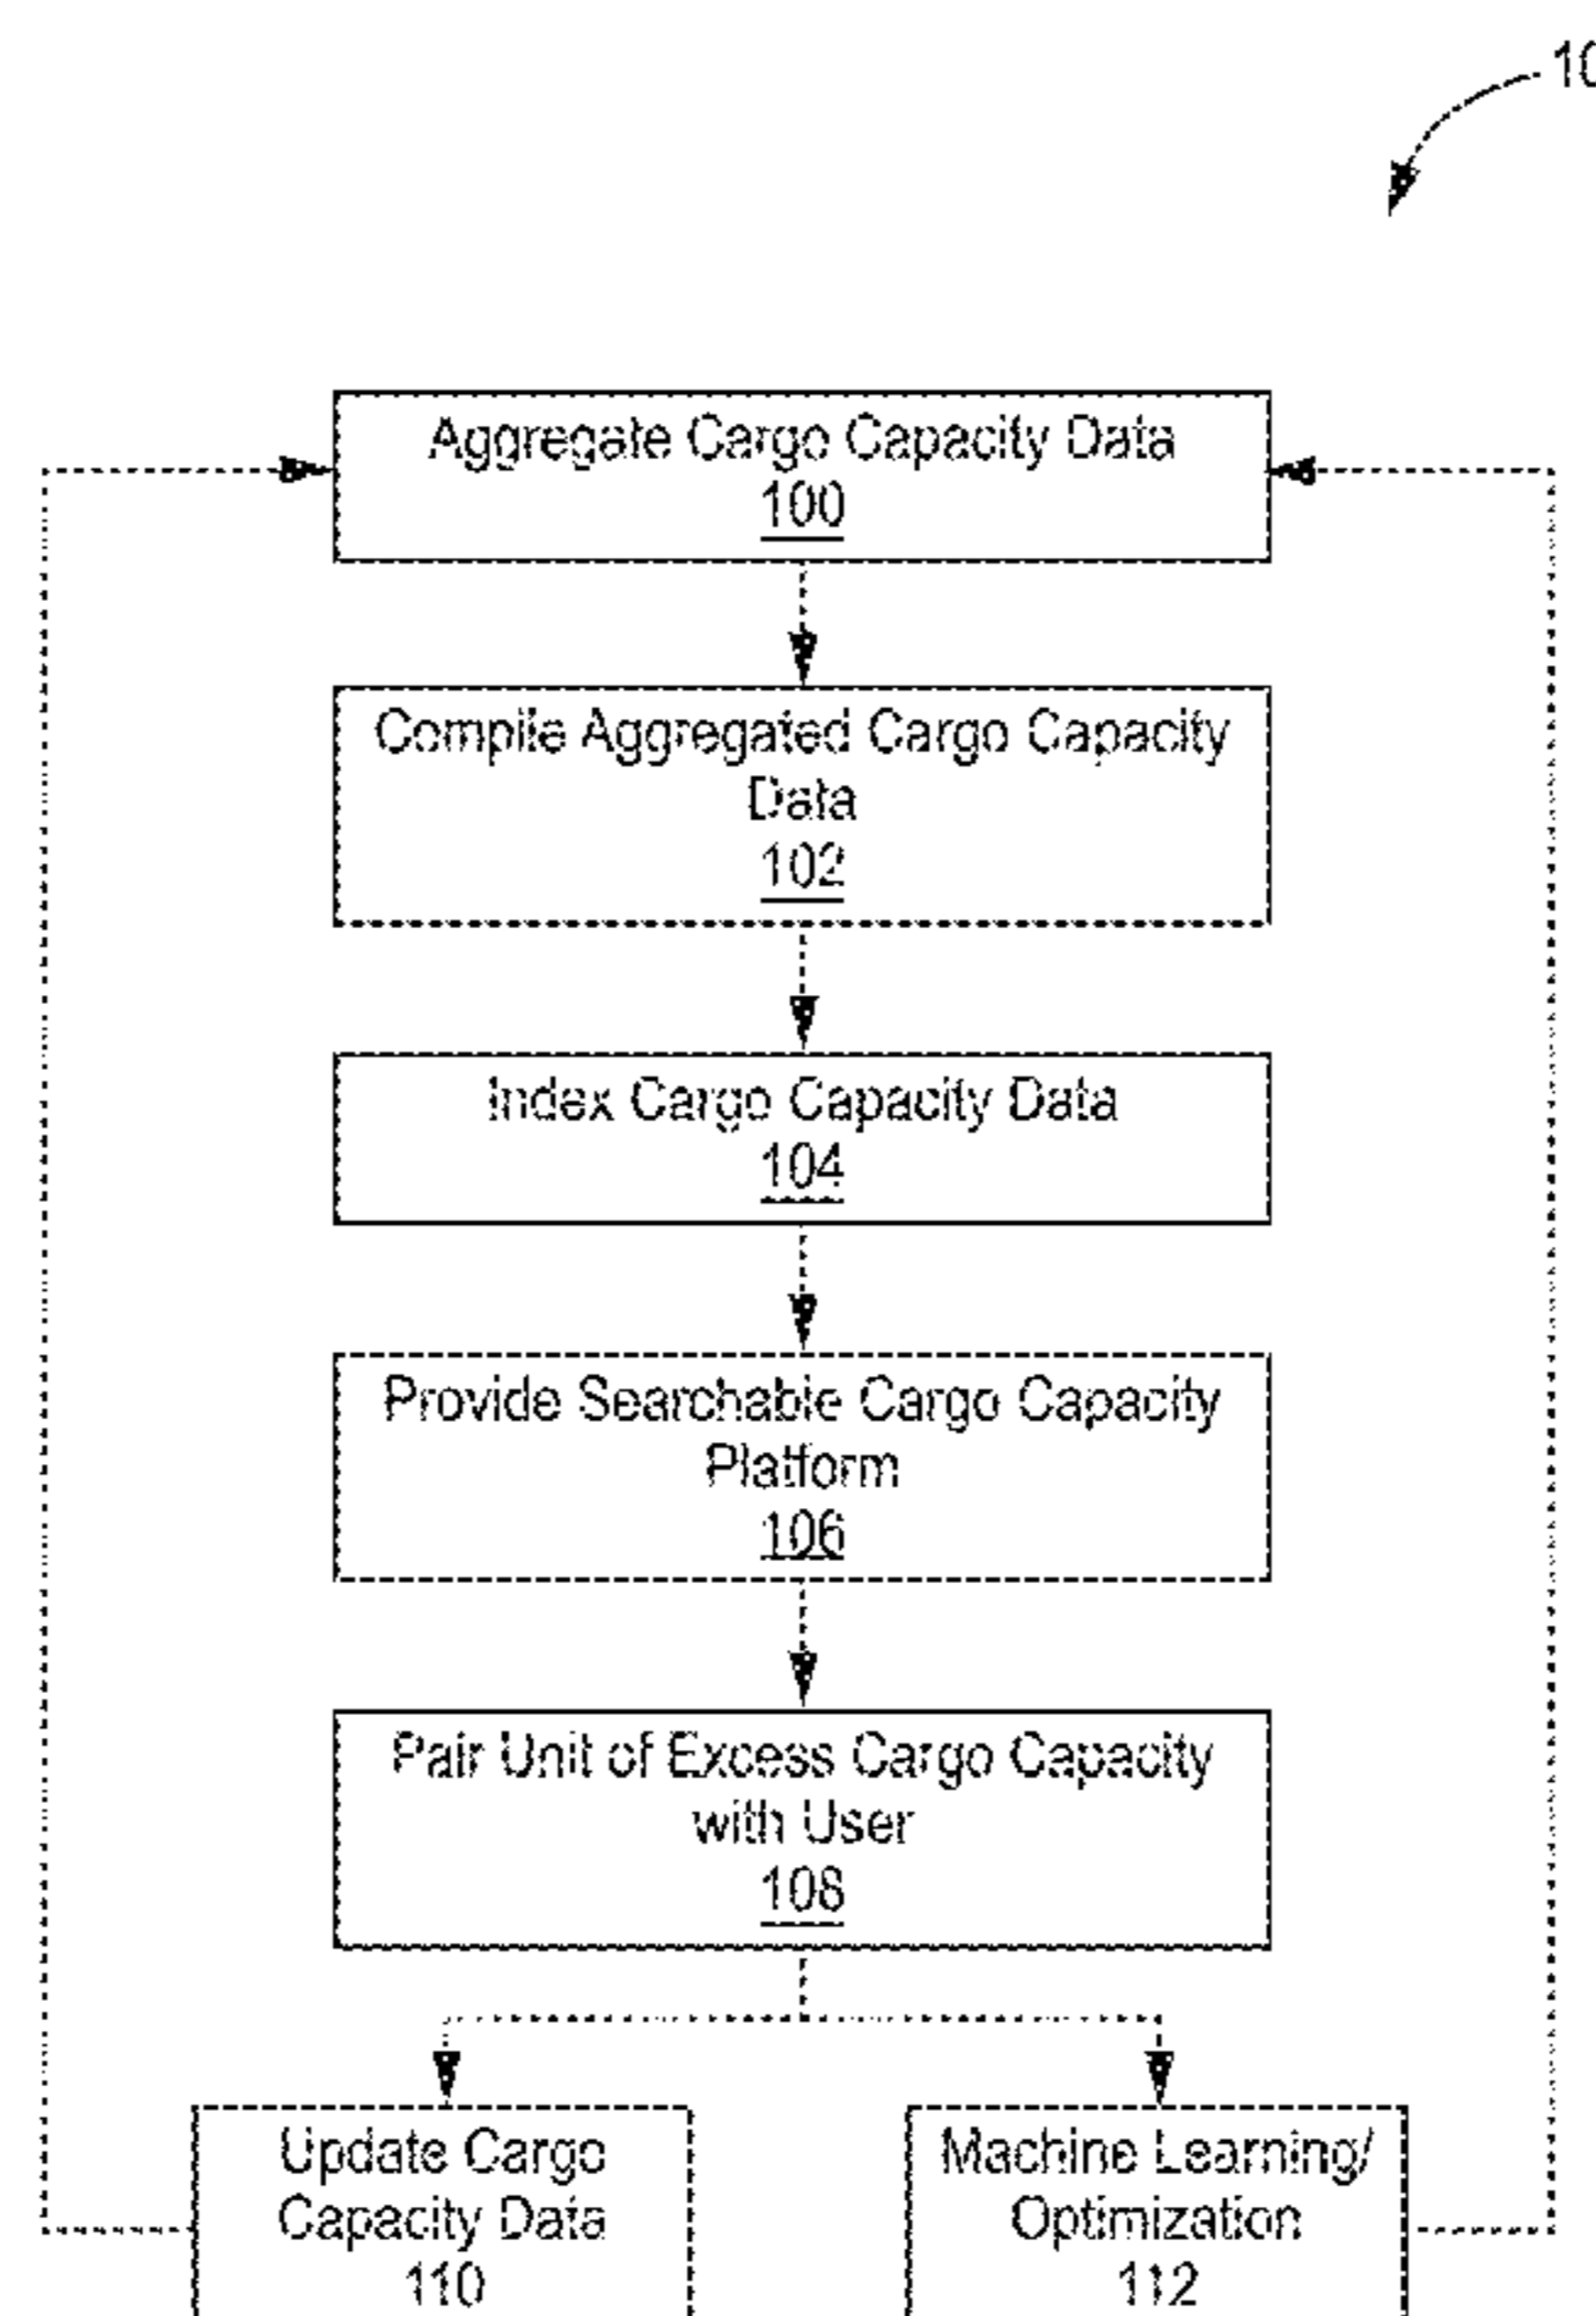 10
Aggregate Cargo Capacity Data
100
Compile Aggregated Cargo Capacity
Data
102
Index Cargo Capacity Data
104
Provide Searchable Cargo Capacity
Platform
106
Pair Unit of Excess Cargo Capacity
with User
108
Update Cargo
Capacity Data
110
Machine Learning/
Optimization
112